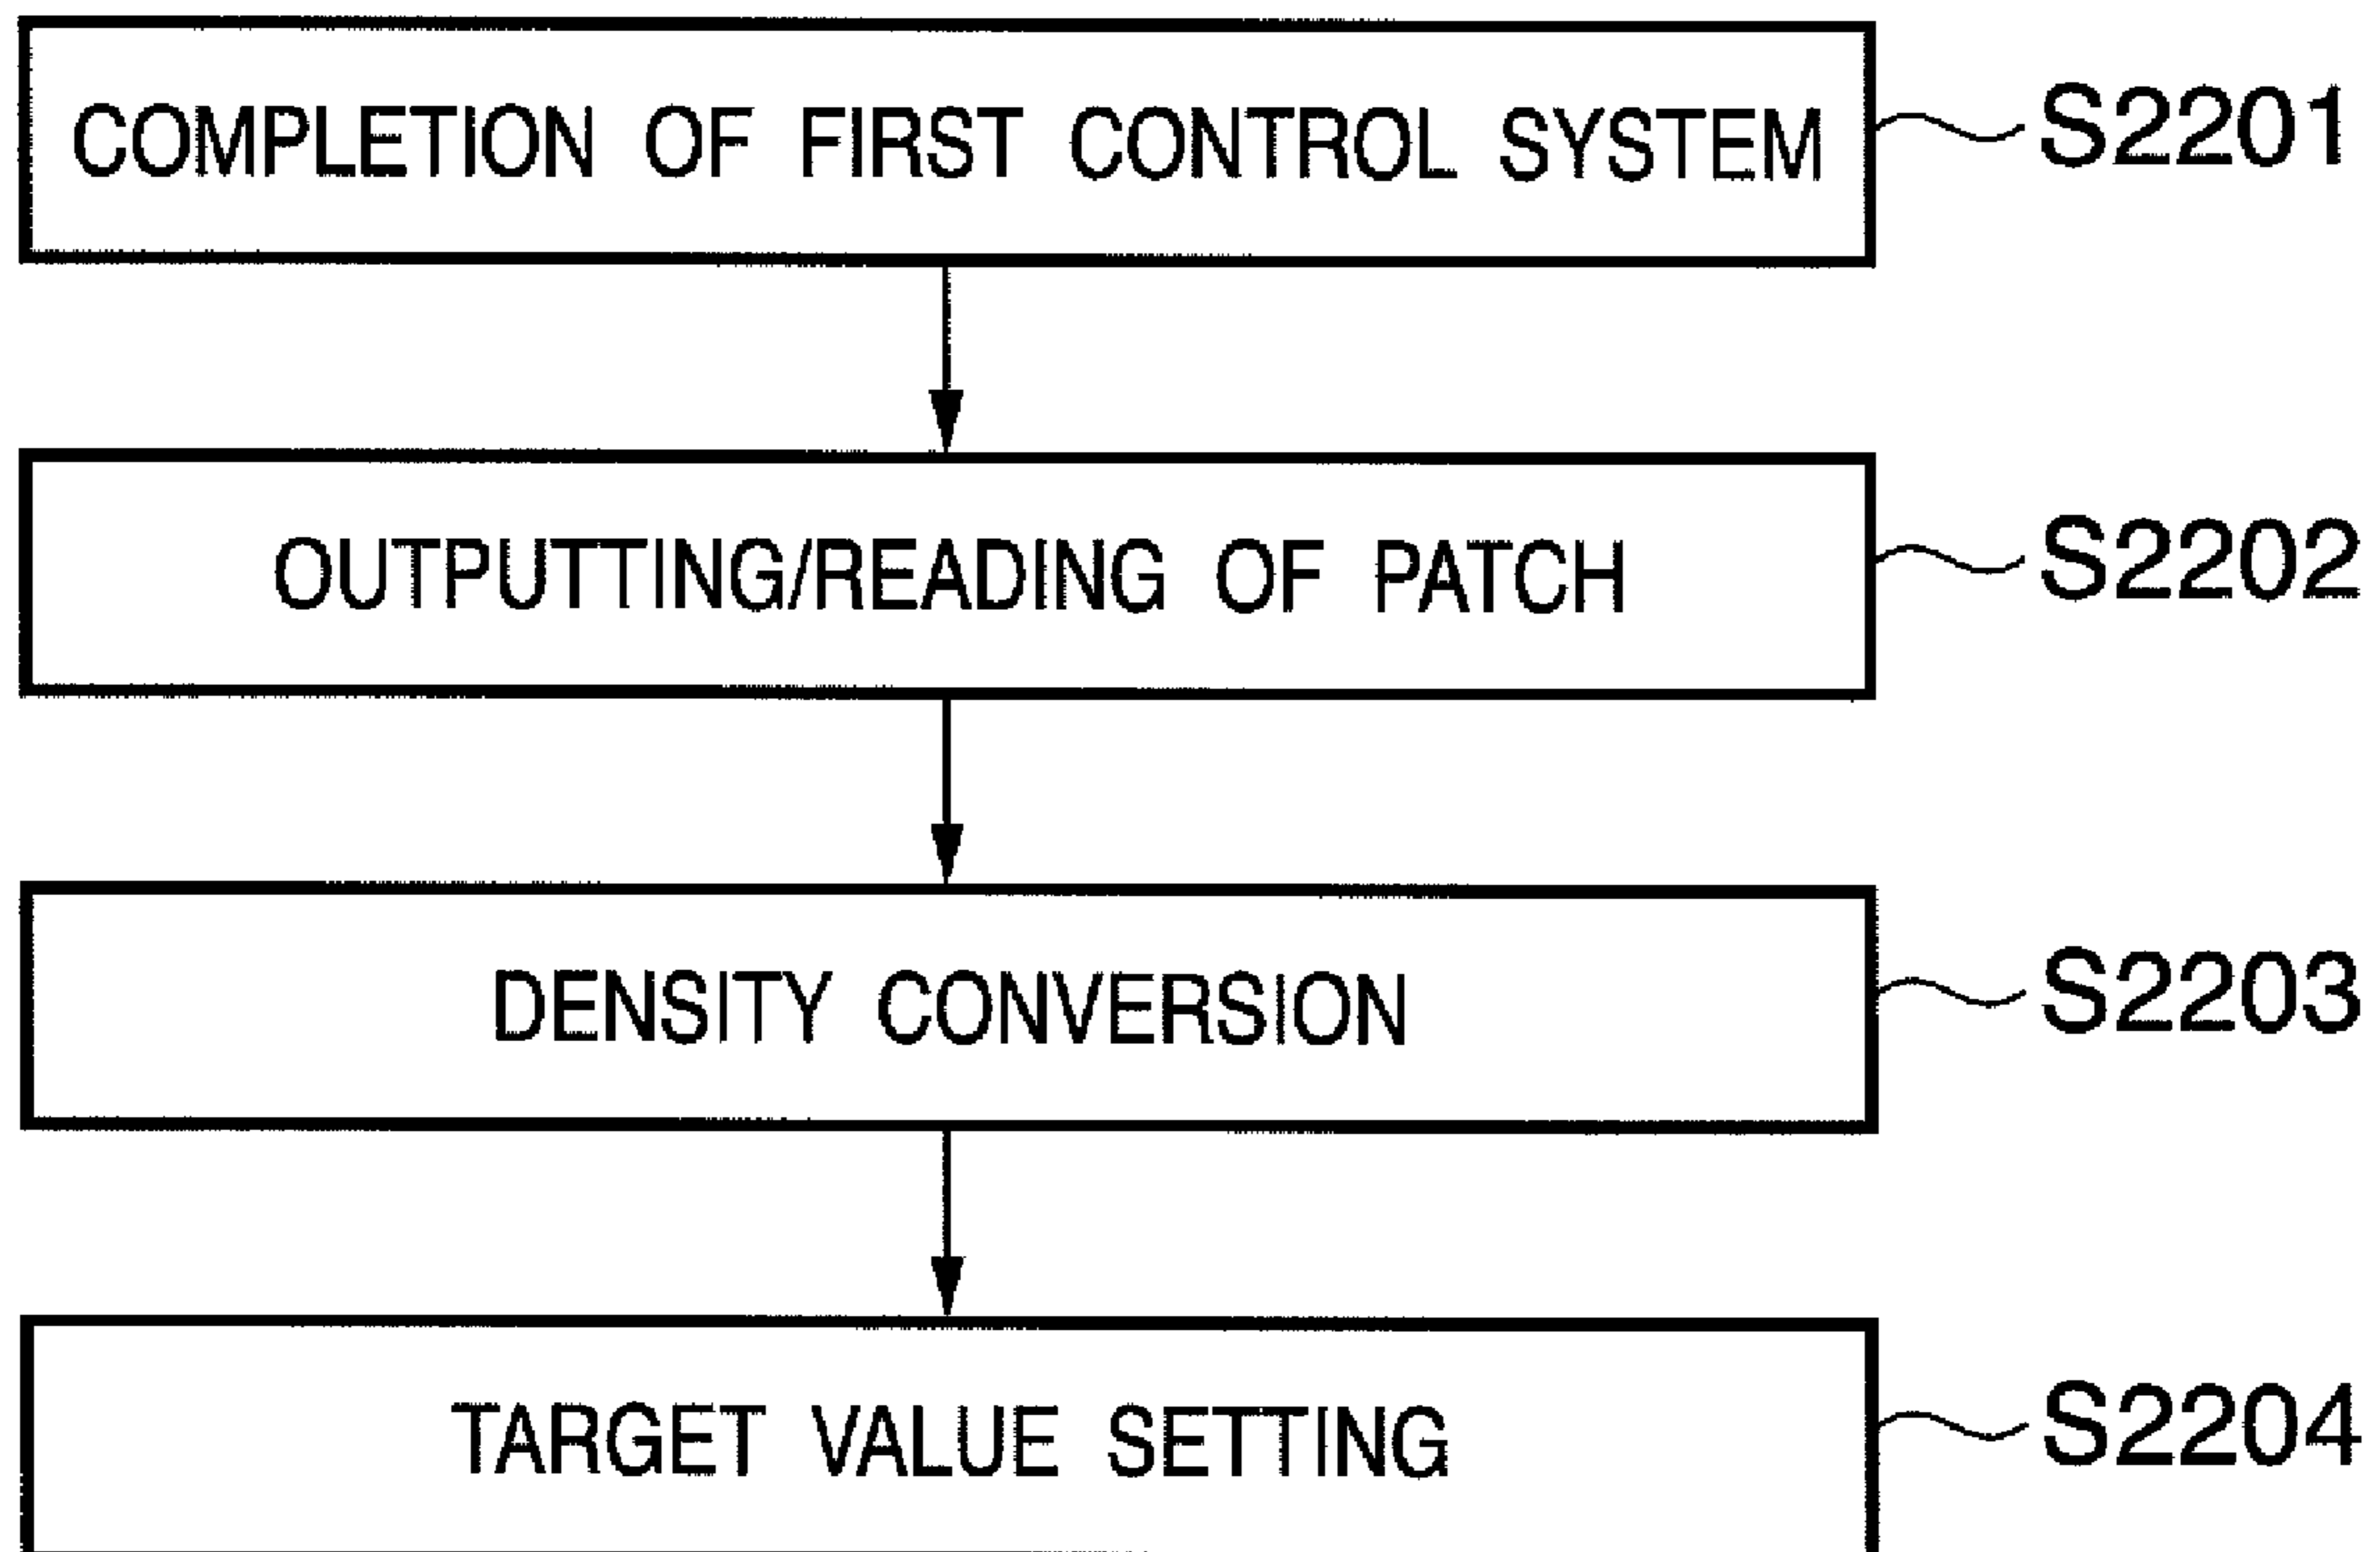 COMPLETION OF FIRST CONTROL SYSTEM S2201
OUTPUTTING/READING OF PATCH S2202
DENSITY CONVERSION S2203
TARGET VALUE SETTING S2204